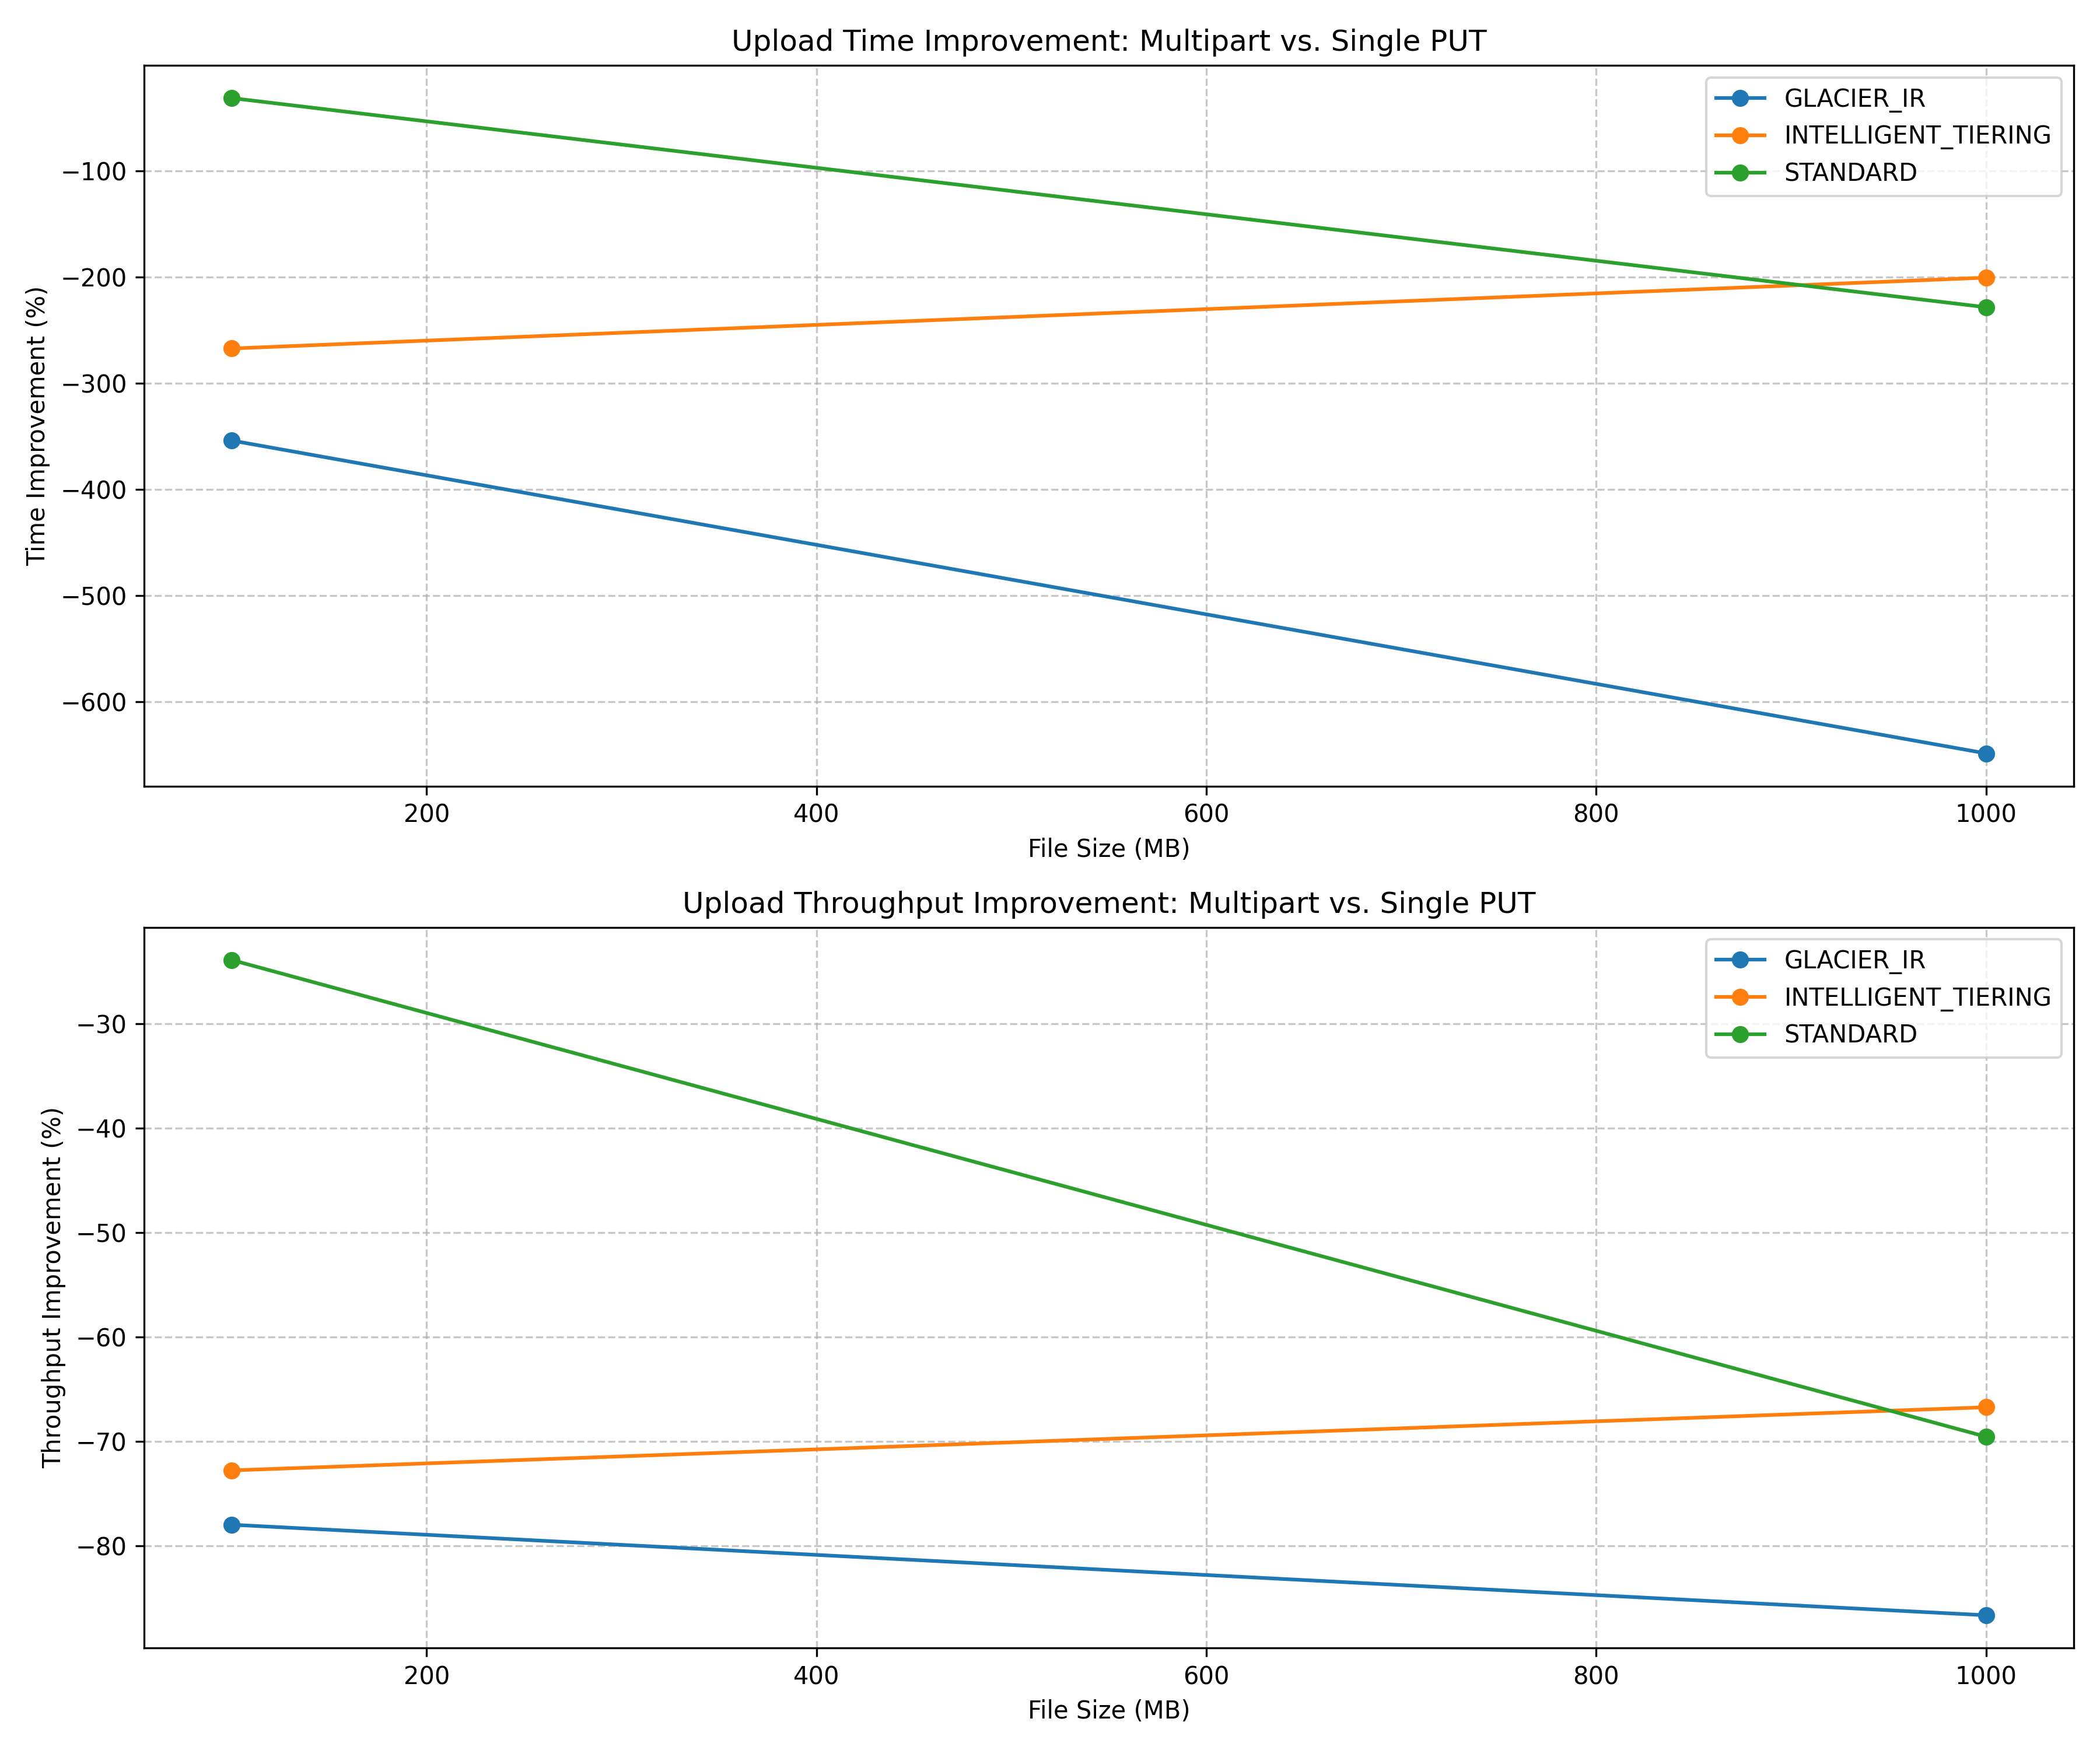 Upload Time Improvement: Multipart vs. Single PUT
GLACIER_IR
INTELLIGENT_TIERING
STANDARD
Time Improvement (%)
−100
−200
−300
−400
−500
−600
200
400
600
800
1000
File Size (MB)
Upload Throughput Improvement: Multipart vs. Single PUT
GLACIER_IR
INTELLIGENT_TIERING
STANDARD
Throughput Improvement (%)
−30
−40
−50
−60
−70
−80
200
400
600
800
1000
File Size (MB)